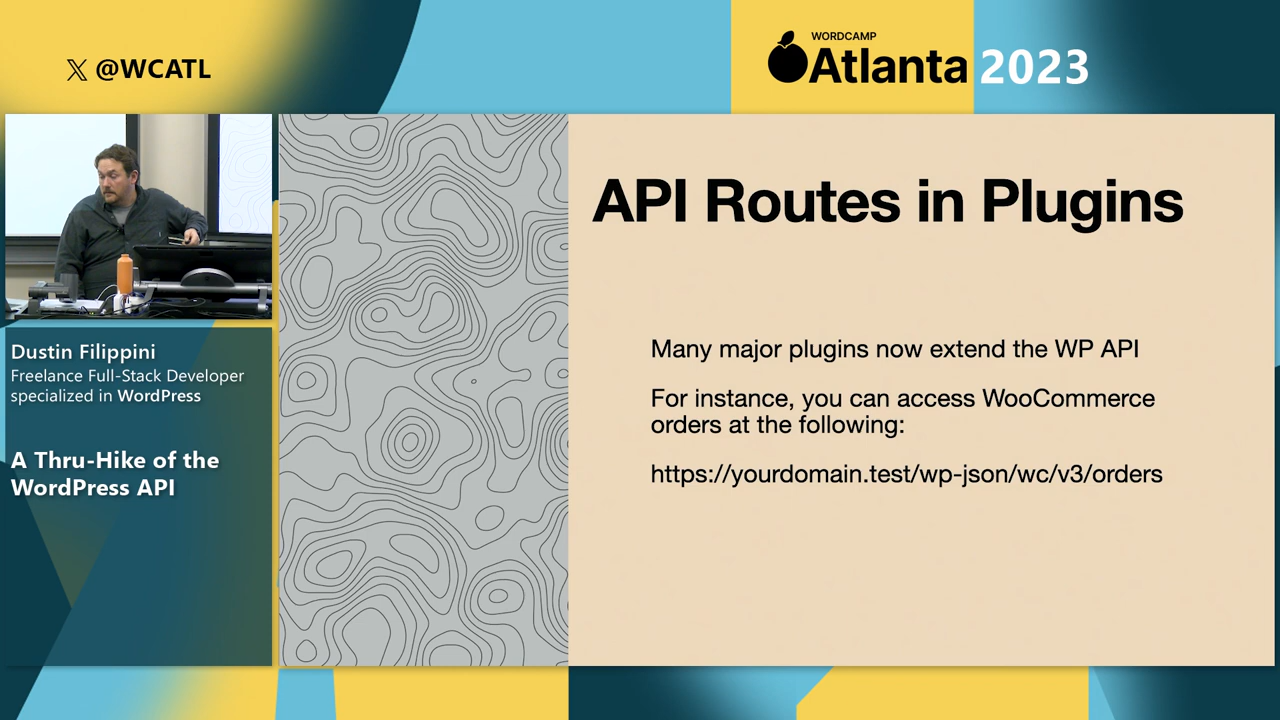 𝕏 @WCATL
WORDCAMP
Atlanta 2023
Dustin Filippini
Freelance Full-Stack Developer
specialized in WordPress
A Thru-Hike of the
WordPress API
API Routes in Plugins
Many major plugins now extend the WP API
For instance, you can access WooCommerce
orders at the following:
https://yourdomain.test/wp-json/wc/v3/orders